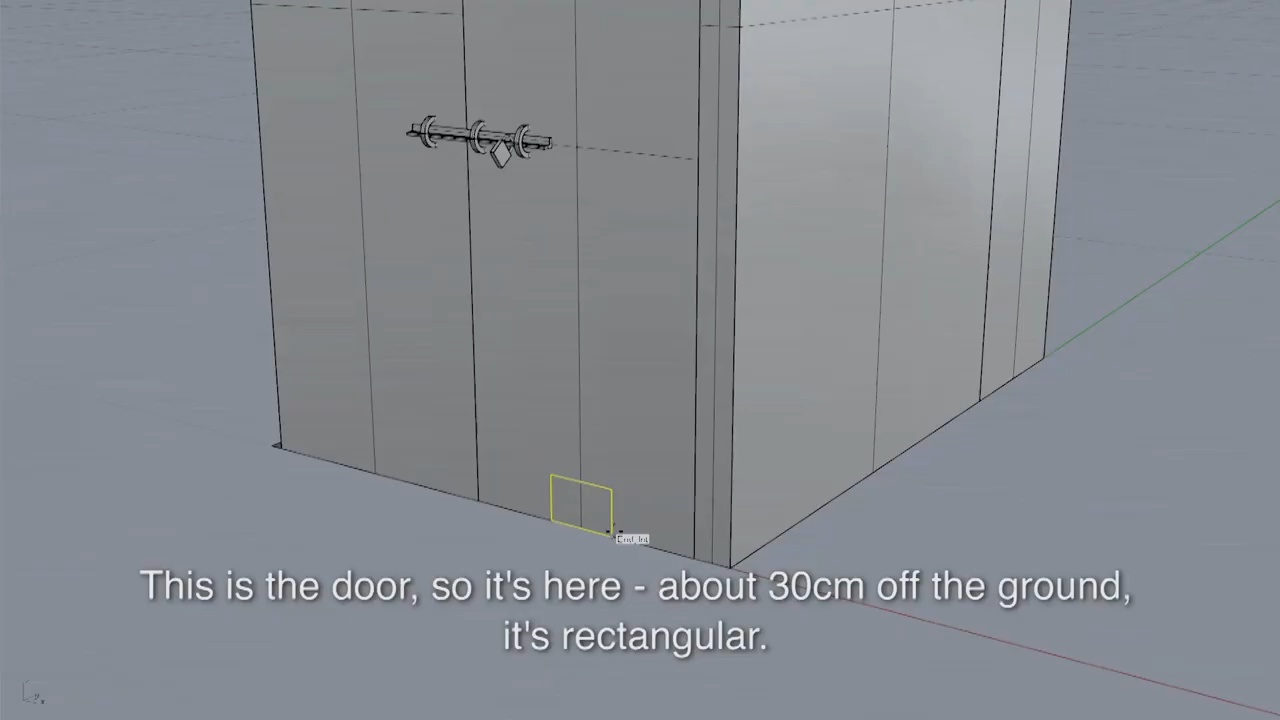 This is the door, so it's here - about 30cm off the ground,
it's rectangular.